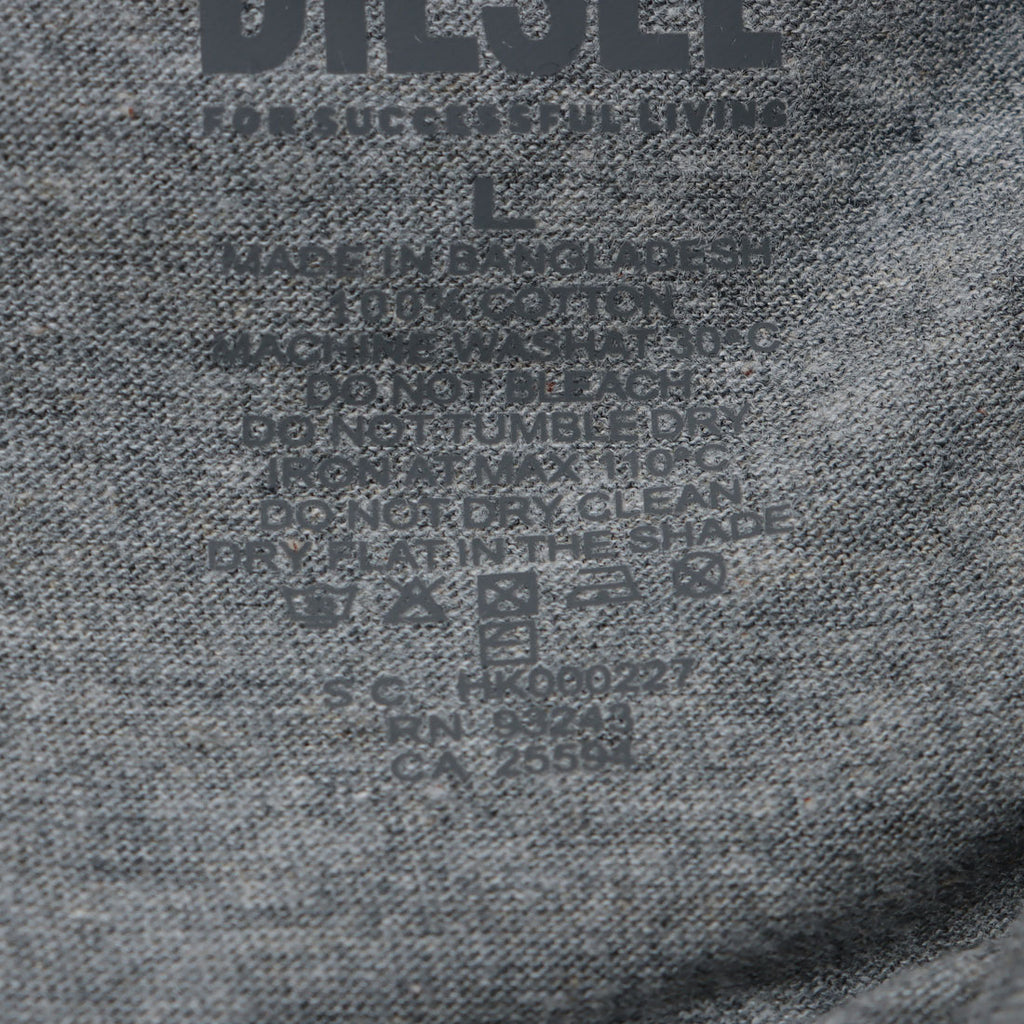 DIESEL
FOR SUCCESSFUL LIVING
L
MADE IN BANGLADESH
100% COTTON
MACHINE WASHAT 30°C
DO NOT BLEACH
DO NOT TUMBLE DRY
IRON AT MAX 110°C
DO NOT DRY CLEAN
DRY FLAT IN THE SHADE
S.C. HK000227
RN 93243
CA 25594